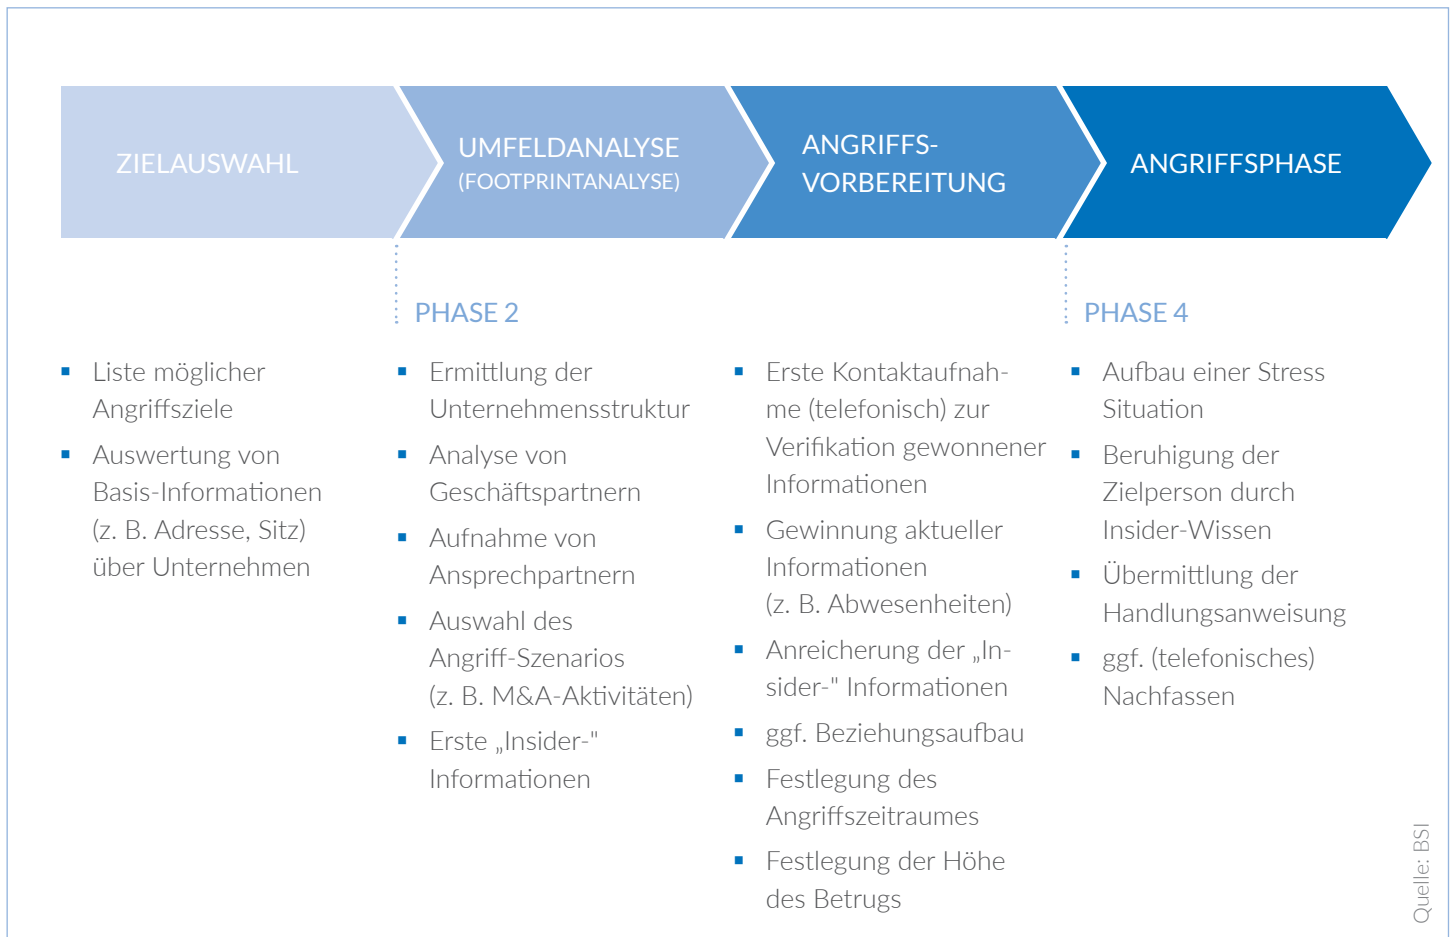 ZIELAUSWAHL
UMFELDANALYSE
(FOOTPRINTANALYSE)
ANGRIFFS-
VORBEREITUNG
ANGRIFFSPHASE
▪ Liste möglicher
Angriffsziele
▪ Auswertung von
Basis-Informationen
(z. B. Adresse, Sitz)
über Unternehmen
PHASE 2
▪ Ermittlung der
Unternehmensstruktur
▪ Analyse von
Geschäftspartnern
▪ Aufnahme von
Ansprechpartnern
▪ Auswahl des
Angriff-Szenarios
(z. B. M&A-Aktivitäten)
▪ Erste „Insider-"
Informationen
▪ Erste Kontaktaufnah-
me (telefonisch) zur
Verifikation gewonnener
Informationen
▪ Gewinnung aktueller
Informationen
(z. B. Abwesenheiten)
▪ Anreicherung der „In-
sider-" Informationen
▪ ggf. Beziehungsaufbau
▪ Festlegung des
Angriffszeitraumes
▪ Festlegung der Höhe
des Betrugs
PHASE 4
▪ Aufbau einer Stress
Situation
▪ Beruhigung der
Zielperson durch
Insider-Wissen
▪ Übermittlung der
Handlungsanweisung
▪ ggf. (telefonisches)
Nachfassen
Quelle: BSI